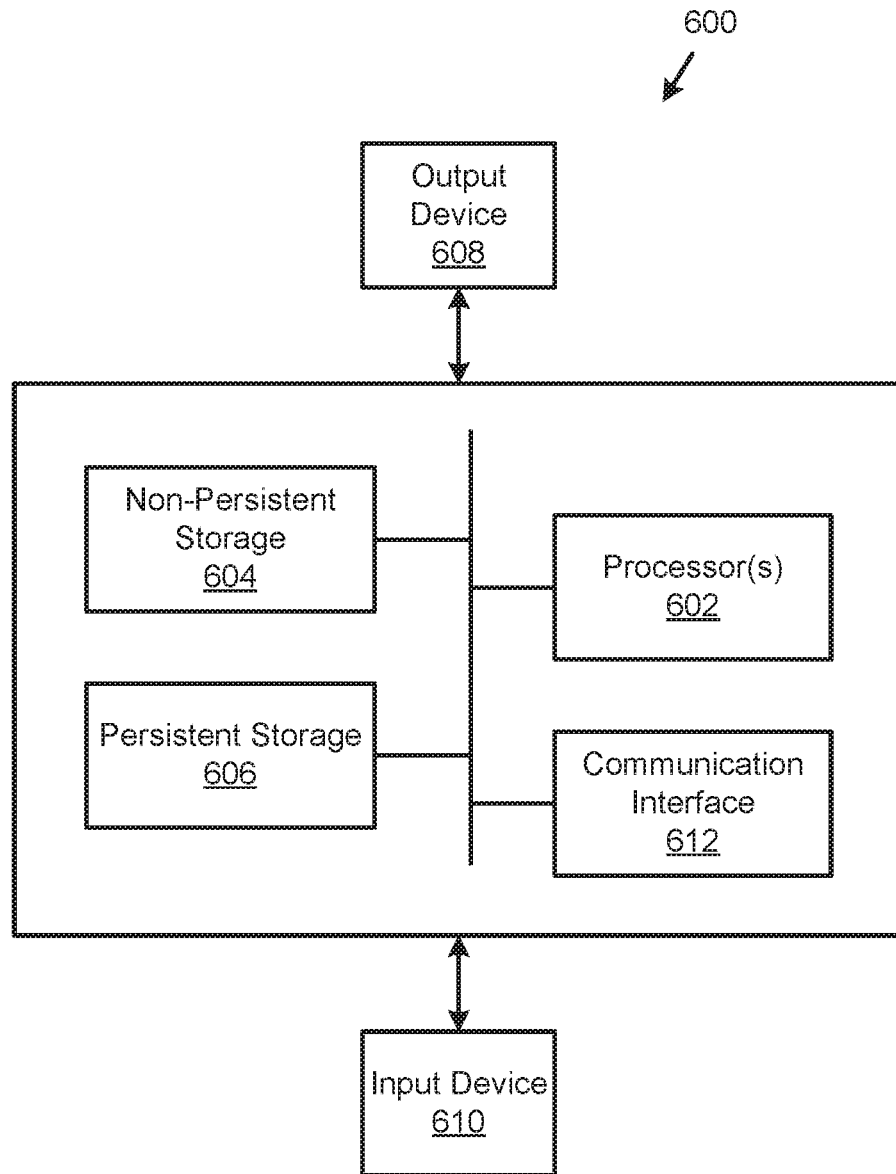 600
Output
Device
608
Non-Persistent
Storage
604
Processor(s)
602
Persistent Storage
606
Communication
Interface
612
Input Device
610